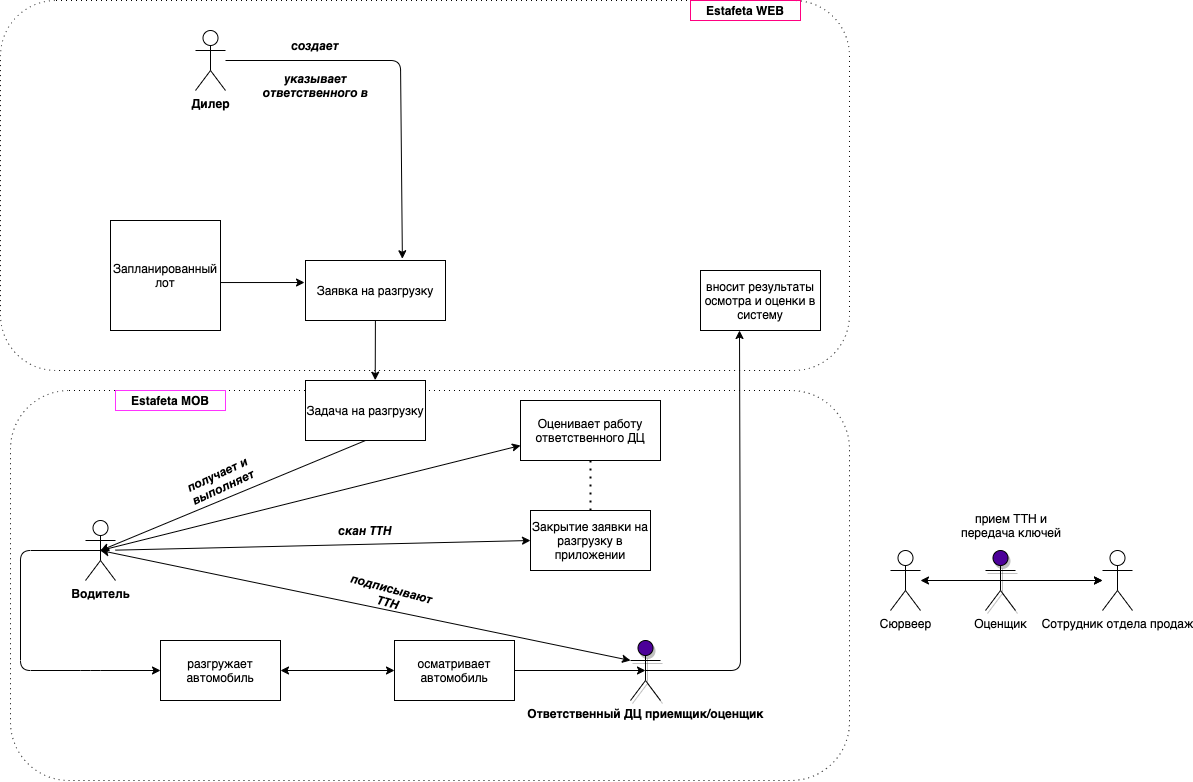 Estafeta WEB
создает
указывает
ответственного в
Дилер
Запланированный
лот
Заявка на разгрузку
вносит результаты
осмотра и оценки в
систему
Estafeta MOB
Задача на разгрузку
Оценивает работу
ответственного ДЦ
получает и
выполняет
скан ТТН
Закрытие заявки на
разгрузку в
приложении
Водитель
подписывают
ТТН
разгружает
автомобиль
осматривает
автомобиль
Ответственный ДЦ приемщик/оценщик
прием ТТН и
передача ключей
Сюрвеер
Оценщик
Сотрудник отдела продаж